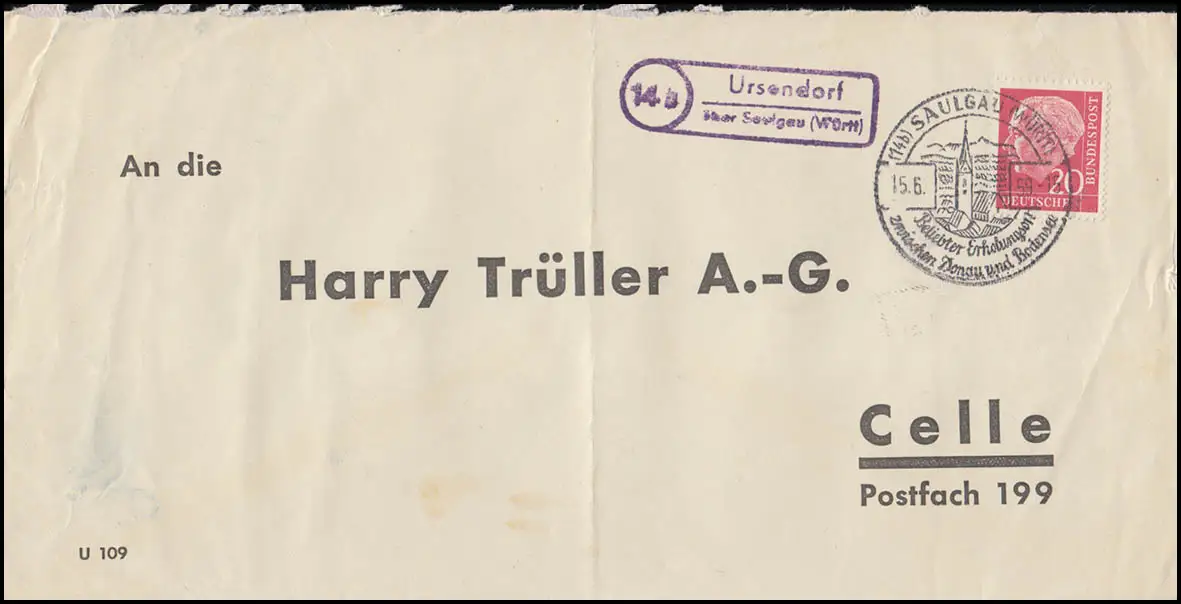 14b
Ursendorf
über Saulgau (Württ)
(14b) SAULGAU (WÜRTT)
15.6. 59-15
Beliebter Erholungsort
zwischen Donau und Bodensee
20
DEUTSCHE
BUNDESPOST
An die
Harry Trüller A.-G.
Celle
Postfach 199
U 109